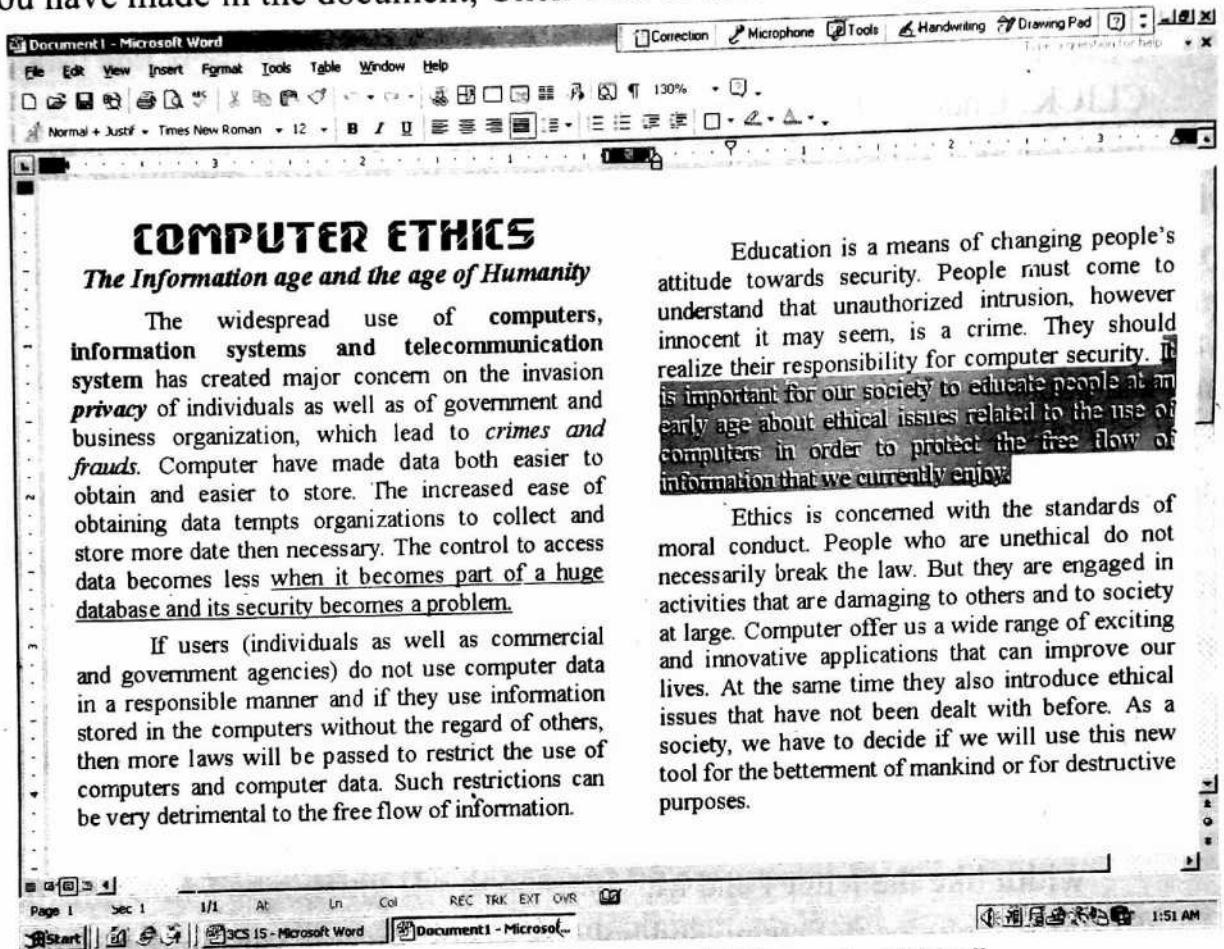 ou have made in the document,
Document1 - Microsoft Word
Correction Microphone Tools Handwriting Drawing Pad
File Edit View Insert Format Tools Table Window Help
Type a question for help
130%
Normal + Justif Times New Roman 12 B I U
3 2 1 1 2 3
COMPUTER ETHICS
The Information age and the age of Humanity
The widespread use of computers,
information systems and telecommunication
system has created major concern on the invasion
privacy of individuals as well as of government and
business organization, which lead to crimes and
frauds. Computer have made data both easier to
obtain and easier to store. The increased ease of
obtaining data tempts organizations to collect and
store more date then necessary. The control to access
data becomes less when it becomes part of a huge
database and its security becomes a problem.
If users (individuals as well as commercial
and government agencies) do not use computer data
in a responsible manner and if they use information
stored in the computers without the regard of others,
then more laws will be passed to restrict the use of
computers and computer data. Such restrictions can
be very detrimental to the free flow of information.
Education is a means of changing people's
attitude towards security. People must come to
understand that unauthorized intrusion, however
innocent it may seem, is a crime. They should
realize their responsibility for computer security. It
is important for our society to educate people at an
early age about ethical issues related to the use of
computers in order to protect the free flow of
information that we currently enjoy.
Ethics is concerned with the standards of
moral conduct. People who are unethical do not
necessarily break the law. But they are engaged in
activities that are damaging to others and to society
at large. Computer offer us a wide range of exciting
and innovative applications that can improve our
lives. At the same time they also introduce ethical
issues that have not been dealt with before. As a
society, we have to decide if we will use this new
tool for the betterment of mankind or for destructive
purposes.
Page 1 Sec 1 1/1 At Ln Col REC TRK EXT OVR
Start 3CS 15 - Microsoft Word Document1 - Microsof... 1:51 AM